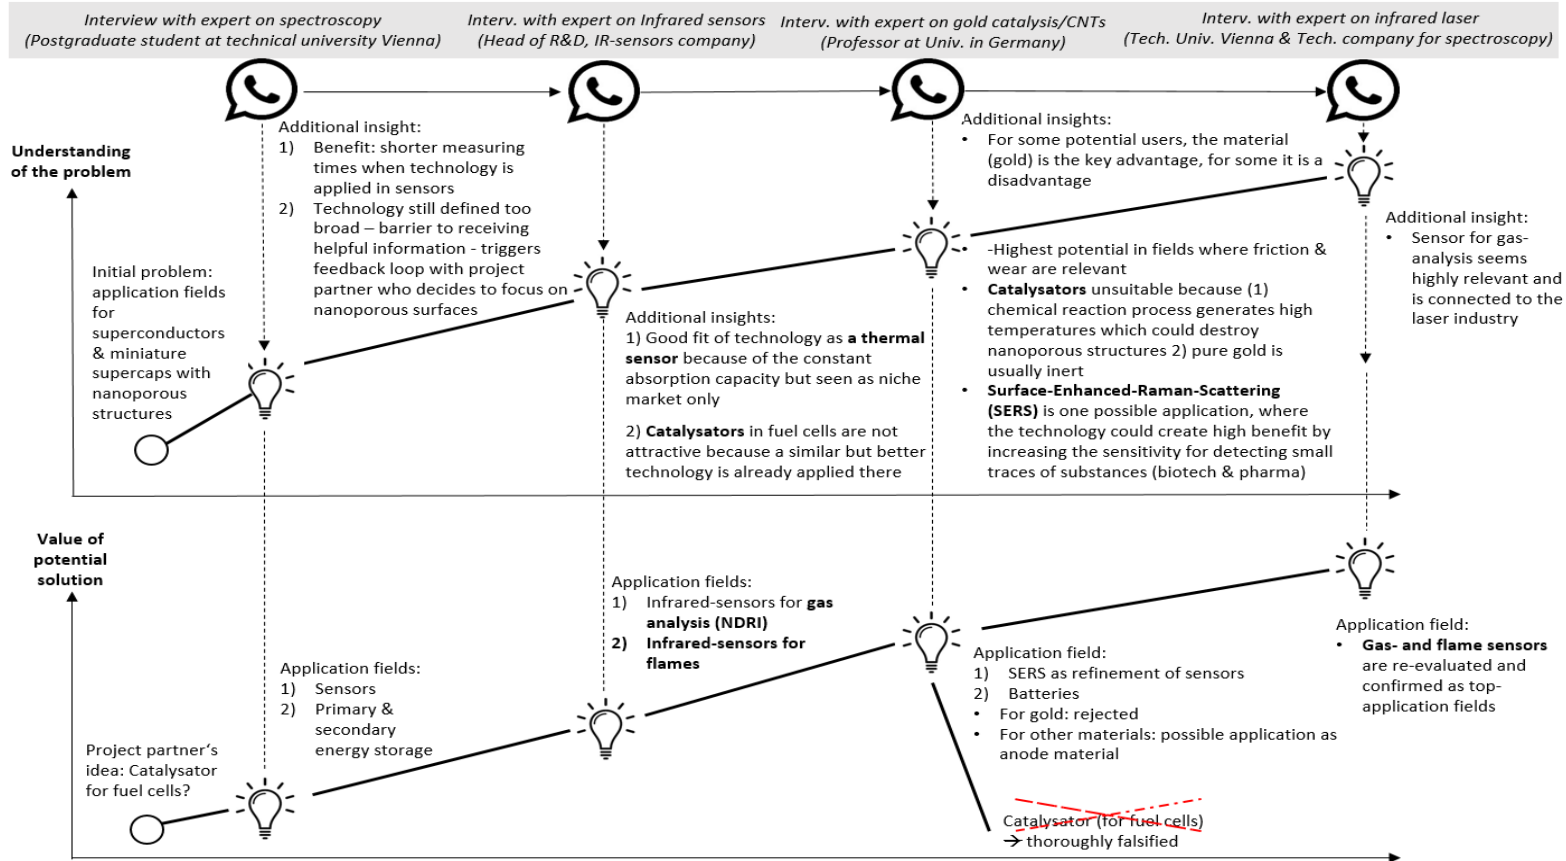 Interview with expert on spectroscopy
(Postgraduate student at technical university Vienna)
Interv. with expert on Infrared sensors
(Head of R&D, IR-sensors company)
Interv. with expert on gold catalysis/CNTs
(Professor at Univ. in Germany)
Interv. with expert on infrared laser
(Tech. Univ. Vienna & Tech. company for spectroscopy)
Understanding
of the problem
Initial problem:
application fields
for
superconductors
& miniature
supercaps with
nanoporous
structures
Additional insight:
1) Benefit: shorter measuring
times when technology is
applied in sensors
2) Technology still defined too
broad – barrier to receiving
helpful information - triggers
feedback loop with project
partner who decides to focus on
nanoporous surfaces
Additional insights:
1) Good fit of technology as a thermal
sensor because of the constant
absorption capacity but seen as niche
market only
2) Catalysators in fuel cells are not
attractive because a similar but better
technology is already applied there
Additional insights:
• For some potential users, the material
(gold) is the key advantage, for some it is a
disadvantage
• -Highest potential in fields where friction &
wear are relevant
• Catalysators unsuitable because (1)
chemical reaction process generates high
temperatures which could destroy
nanoporous structures 2) pure gold is
usually inert
• Surface-Enhanced-Raman-Scattering
(SERS) is one possible application, where
the technology could create high benefit by
increasing the sensitivity for detecting small
traces of substances (biotech & pharma)
Additional insight:
• Sensor for gas-
analysis seems
highly relevant and
is connected to the
laser industry
Value of
potential
solution
Project partner's
idea: Catalysator
for fuel cells?
Application fields:
1) Sensors
2) Primary &
secondary
energy storage
Application fields:
1) Infrared-sensors for gas
analysis (NDRI)
2) Infrared-sensors for
flames
Application field:
1) SERS as refinement of sensors
2) Batteries
• For gold: rejected
• For other materials: possible application as
anode material
Catalysator (for fuel cells)
→ thoroughly falsified
Application field:
• Gas- and flame sensors
are re-evaluated and
confirmed as top-
application fields